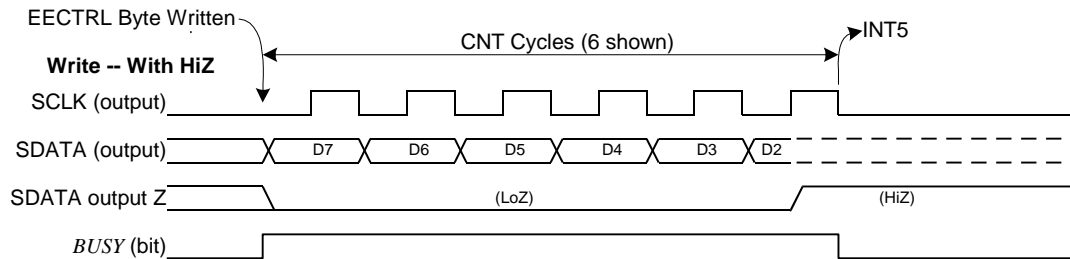 EECTRL Byte Written
CNT Cycles (6 shown)
INT5
Write -- With HiZ
SCLK (output)
SDATA (output)
D7
D6
D5
D4
D3
D2
SDATA output Z
(LoZ)
(HiZ)
BUSY (bit)